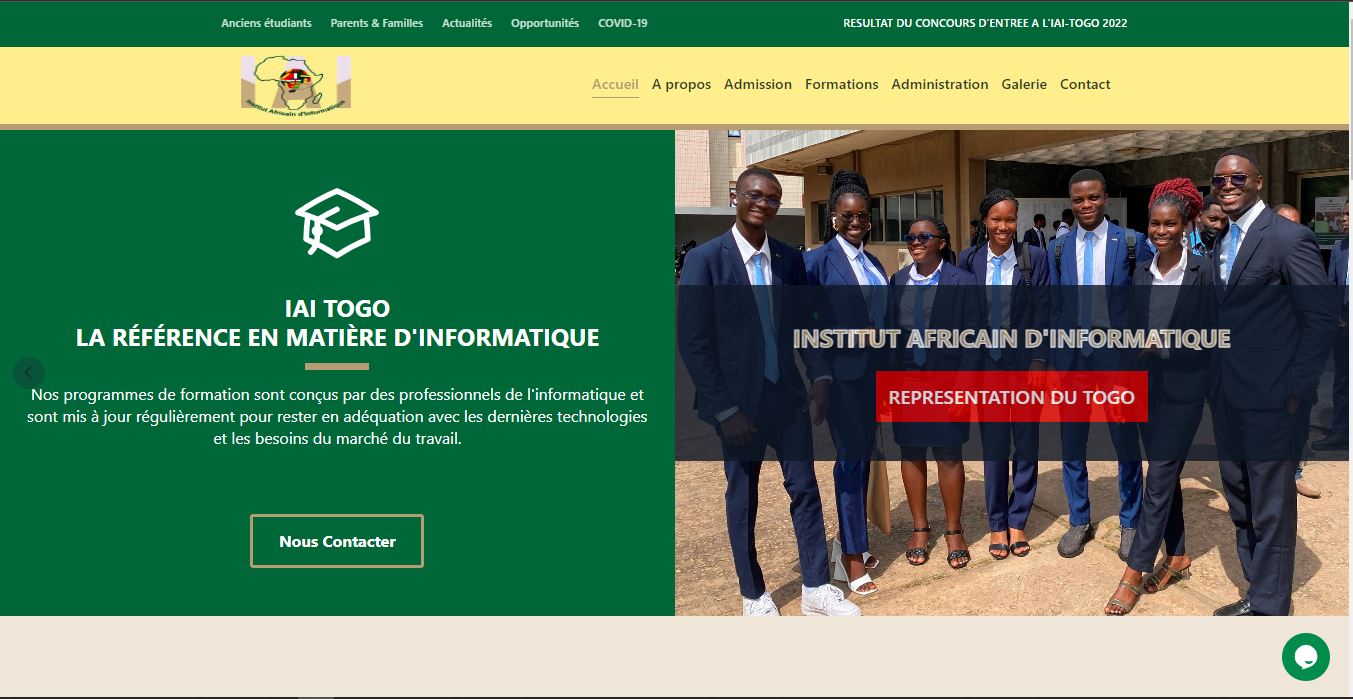 Anciens étudiants Parents & Familles Actualités Opportunités COVID-19 RESULTAT DU CONCOURS D'ENTREE A L'IAI-TOGO 2022
Institut Africain d'Informatique
Accueil A propos Admission Formations Administration Galerie Contact
IAI TOGO
LA RÉFÉRENCE EN MATIÈRE D'INFORMATIQUE
Nos programmes de formation sont conçus par des professionnels de l'informatique et
sont mis à jour régulièrement pour rester en adéquation avec les dernières technologies
et les besoins du marché du travail.
Nous Contacter
INSTITUT AFRICAIN D'INFORMATIQUE
REPRESENTATION DU TOGO